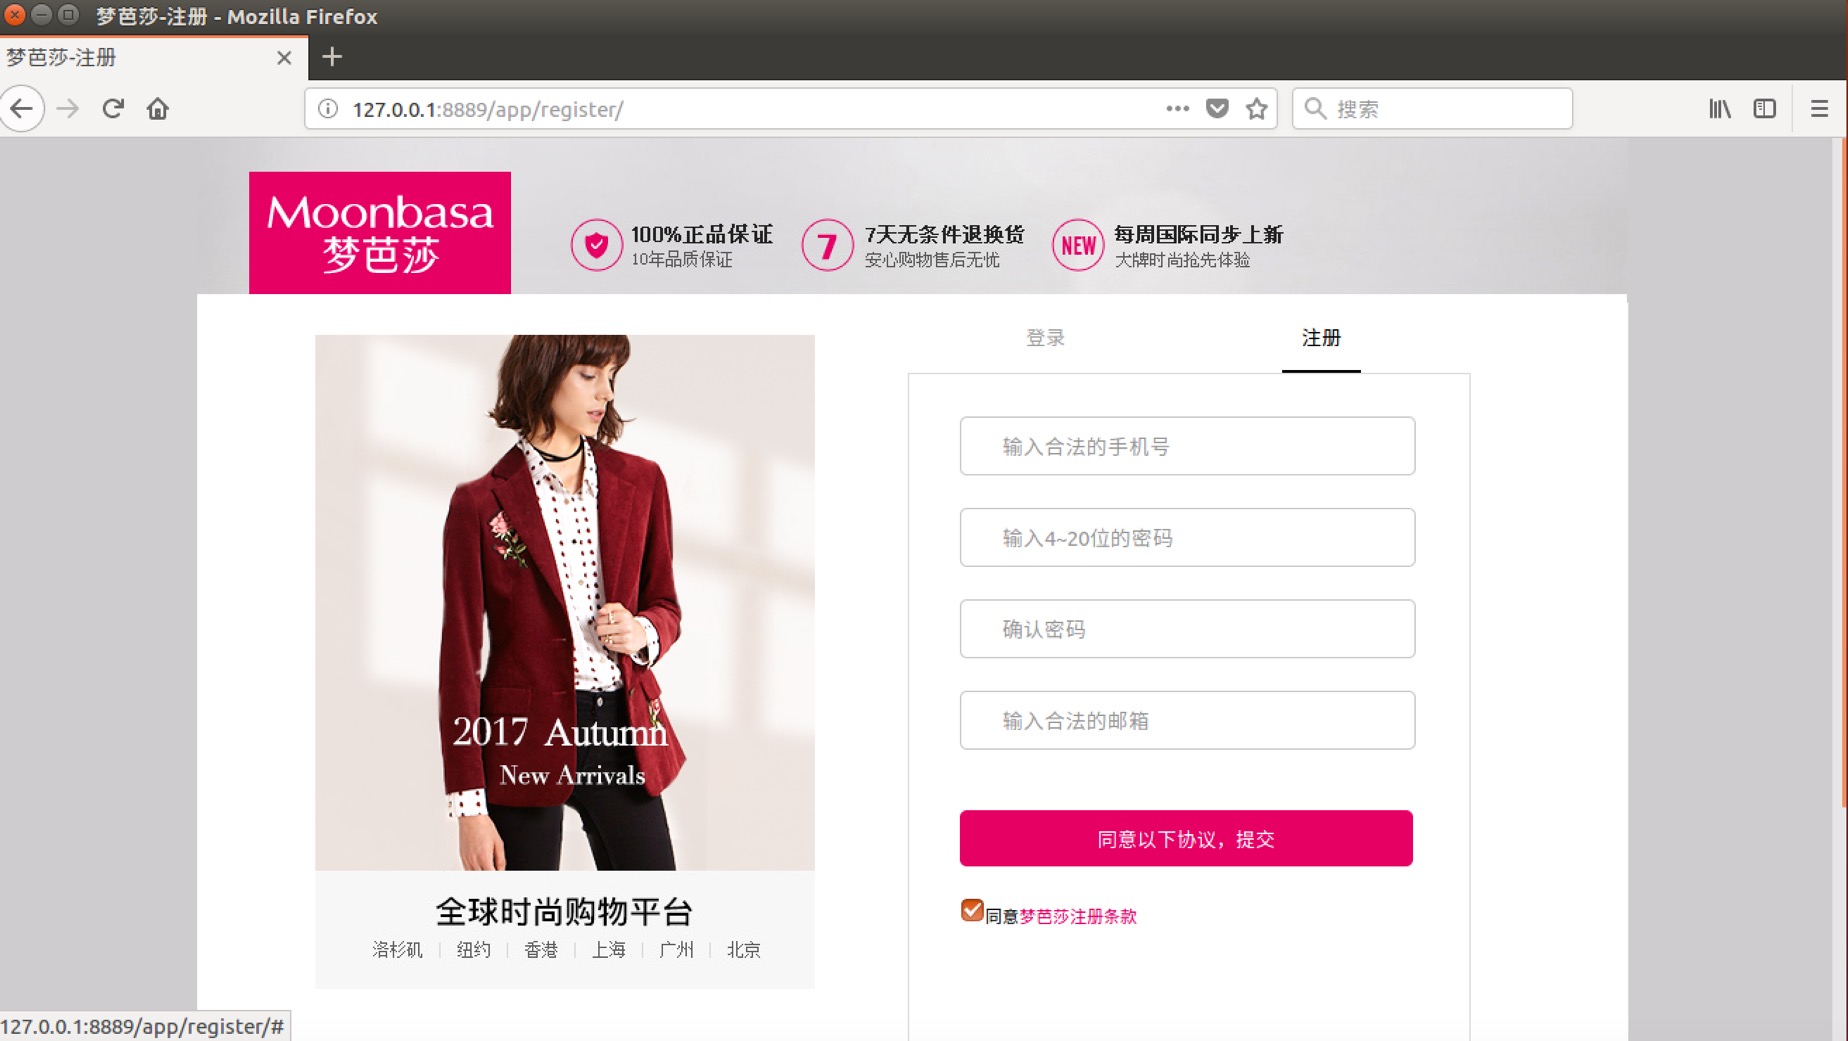 梦芭莎-注册 - Mozilla Firefox
梦芭莎-注册
127.0.0.1:8889/app/register/
搜索
Moonbasa
梦芭莎
100%正品保证
10年品质保证
7
7天无条件退换货
安心购物售后无忧
NEW
每周国际同步上新
大牌时尚抢先体验
登录
注册
输入合法的手机号
输入4~20位的密码
确认密码
输入合法的邮箱
同意以下协议，提交
同意梦芭莎注册条款
2017 Autumn
New Arrivals
全球时尚购物平台
洛杉矶 | 纽约 | 香港 | 上海 | 广州 | 北京
127.0.0.1:8889/app/register/#